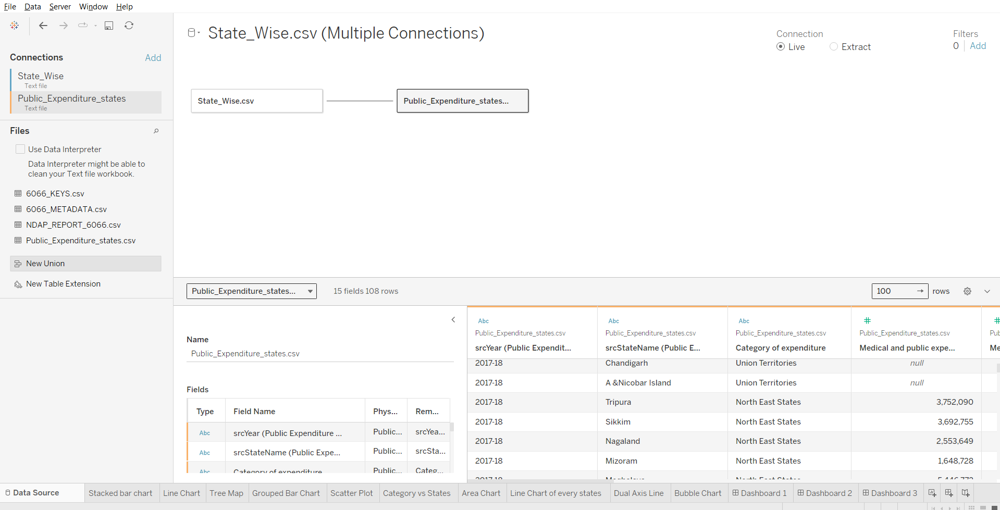 File Data Server Window Help
State_Wise.csv (Multiple Connections)
Connection
Live Extract
Filters
0 Add
Connections Add
State_Wise
Text file
Public_Expenditure_states
Text file
State_Wise.csv
Public_Expenditure_states...
Files
Use Data Interpreter
Data Interpreter might be able to
clean your Text file workbook.
6066_KEYS.csv
6066_METADATA.csv
NDAP_REPORT_6066.csv
Public_Expenditure_states.csv
New Union
New Table Extension
Public_Expenditure_states... 15 fields 108 rows 100 rows
Name
Public_Expenditure_states.csv
Fields
Type Field Name Phys... Rem...
Abc srcYear (Public Expenditure ... Public... srcYea...
Abc srcStateName (Public Expe... Public... srcSta...
Abc Category of expenditure Public... Categ...
Abc Abc Abc
Public_Expenditure_states.csv Public_Expenditure_states.csv Public_Expenditure_states.csv Public_Expenditure_states.csv Pub
srcYear (Public Expendit... srcStateName (Public E... Category of expenditure Medical and public expe... Me
2017-18 Chandigarh Union Territories null
2017-18 A &Nicobar Island Union Territories null
2017-18 Tripura North East States 3,752,090
2017-18 Sikkim North East States 3,692,755
2017-18 Nagaland North East States 2,553,649
2017-18 Mizoram North East States 1,648,728
2017-18 Meghalaya North East States
Data Source Stacked bar chart Line Chart Tree Map Grouped Bar Chart Scatter Plot Category vs States Area Chart Line Chart of every states Dual Axis Line Bubble Chart Dashboard 1 Dashboard 2 Dashboard 3